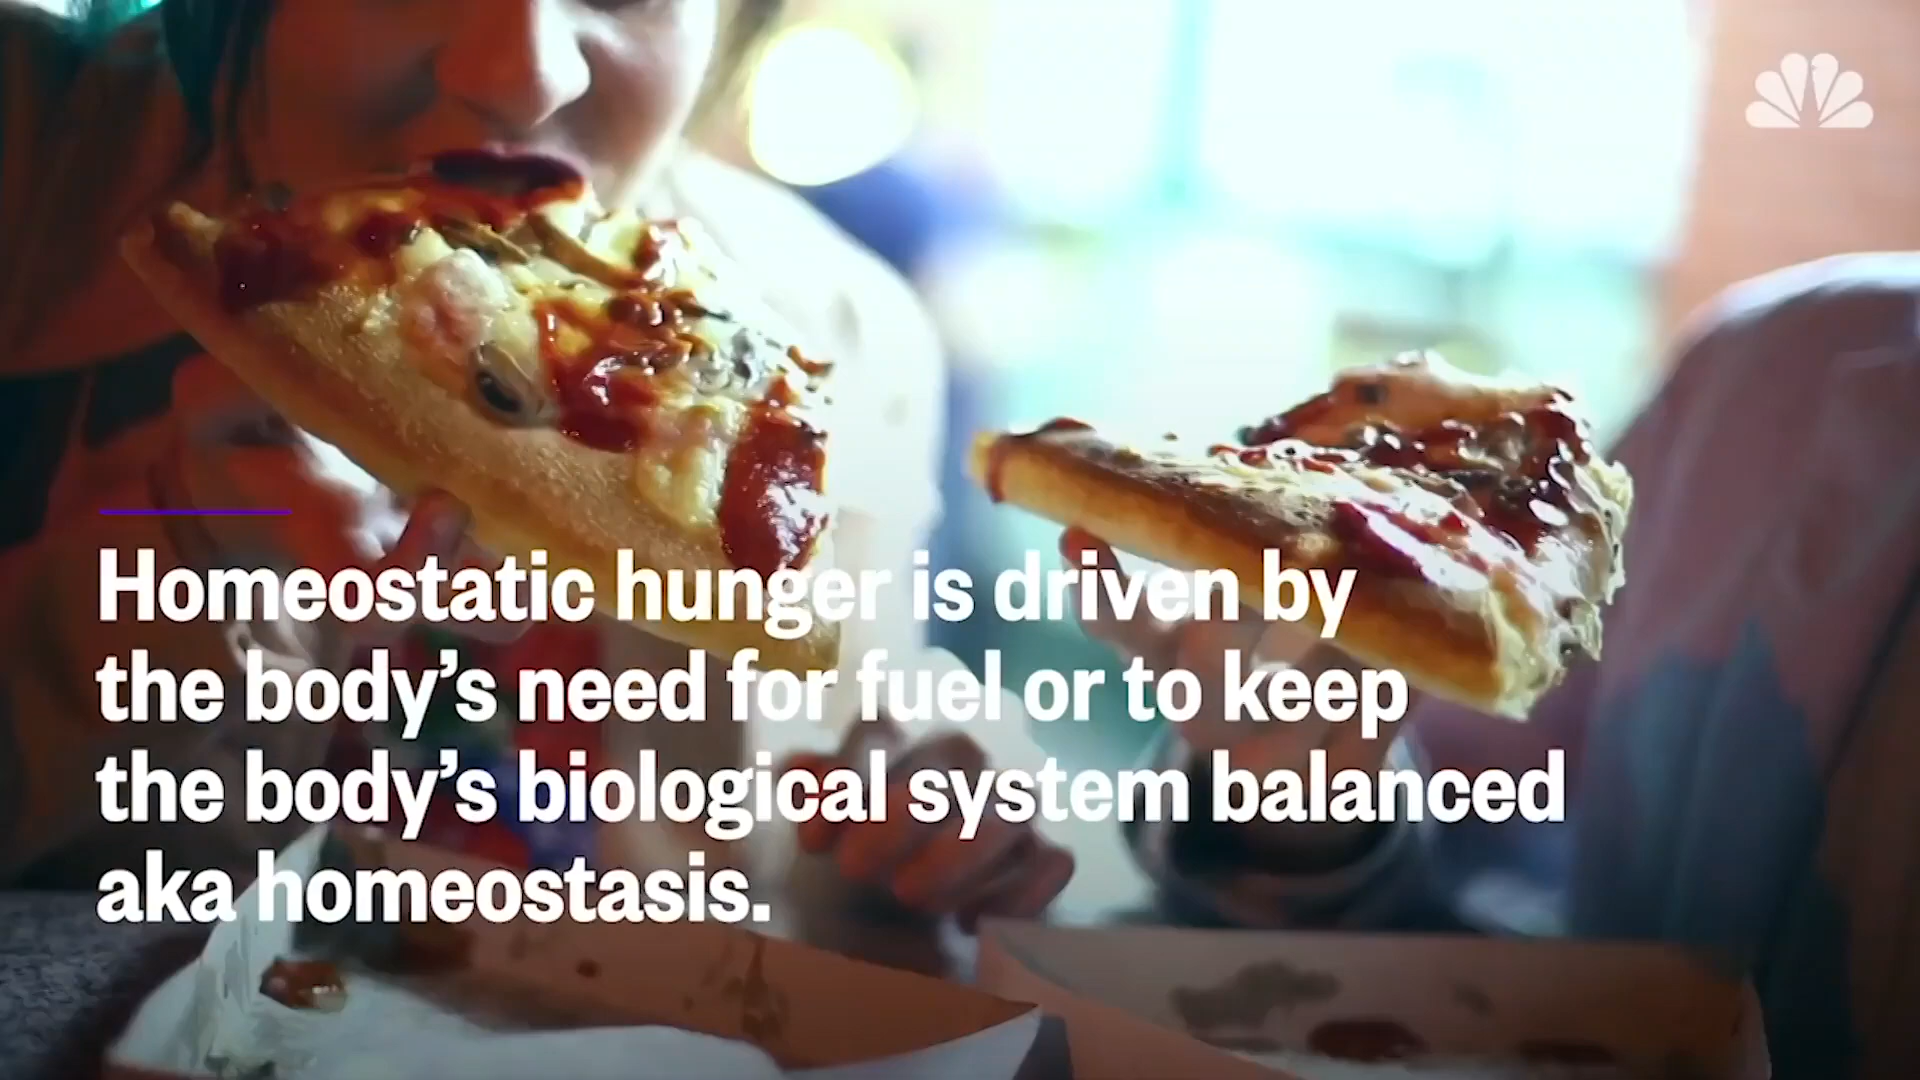 Homeostatic hunger is driven by
the body’s need for fuel or to keep
the body’s biological system balanced
aka homeostasis.